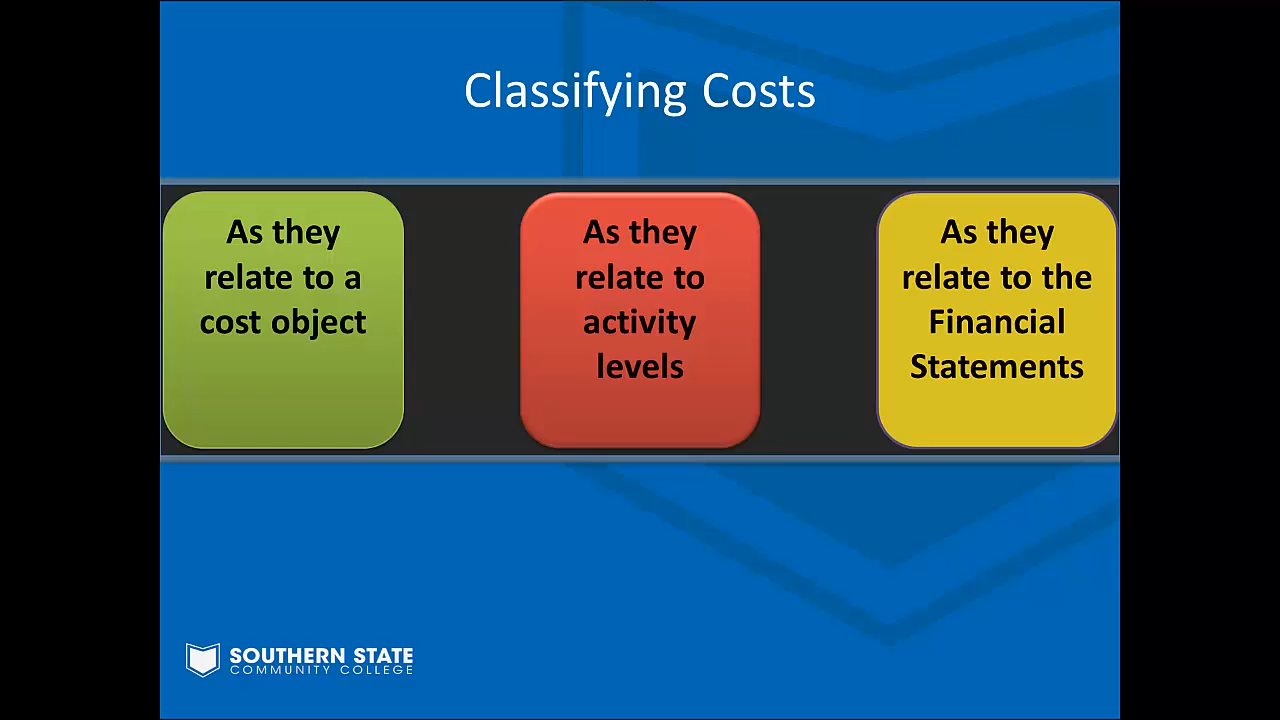 Classifying Costs
As they
relate to a
cost object
As they
relate to
activity
levels
As they
relate to the
Financial
Statements
SOUTHERN STATE
COMMUNITY COLLEGE